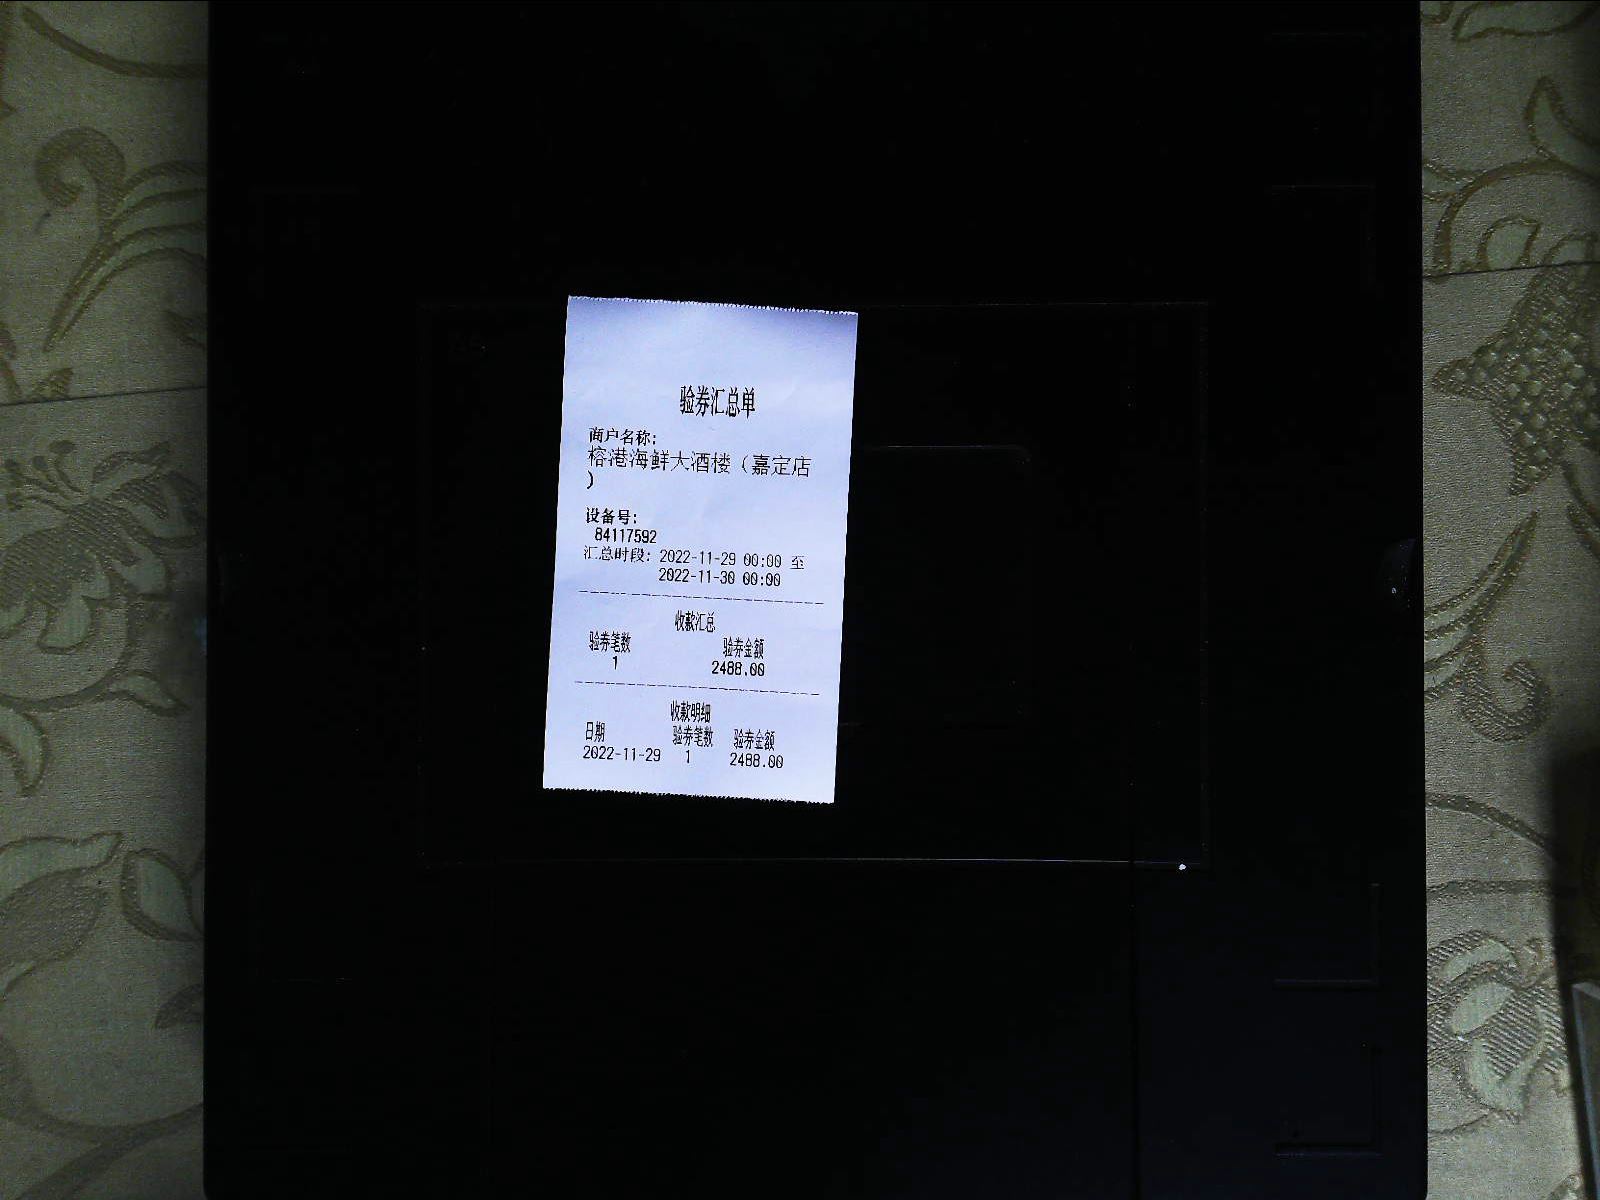 验券汇总单
商户名称:
榕港海鲜大酒楼（嘉定店
）
设备号:
84117592
汇总时段: 2022-11-29 00:00 至
2022-11-30 00:00
收款汇总
验券笔数 验券金额
1 2488.00
收款明细
日期 验券笔数 验券金额
2022-11-29 1 2488.00